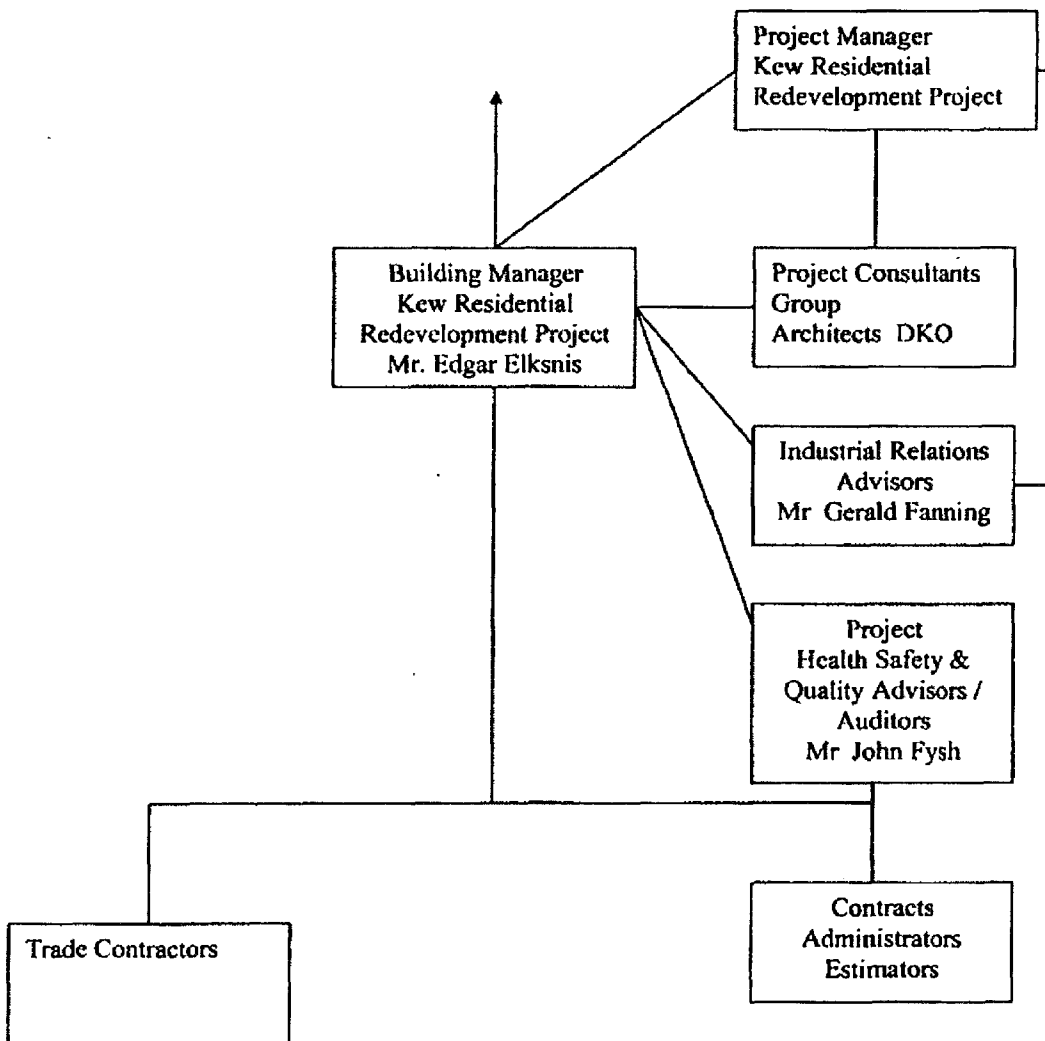 Project Manager
Kew Residential
Redevelopment Project
Building Manager
Kew Residential
Redevelopment Project
Mr. Edgar Elksnis
Project Consultants
Group
Architects DKO
Industrial Relations
Advisors
Mr Gerald Fanning
Project
Health Safety &
Quality Advisors /
Auditors
Mr John Fysh
Trade Contractors
Contracts
Administrators
Estimators